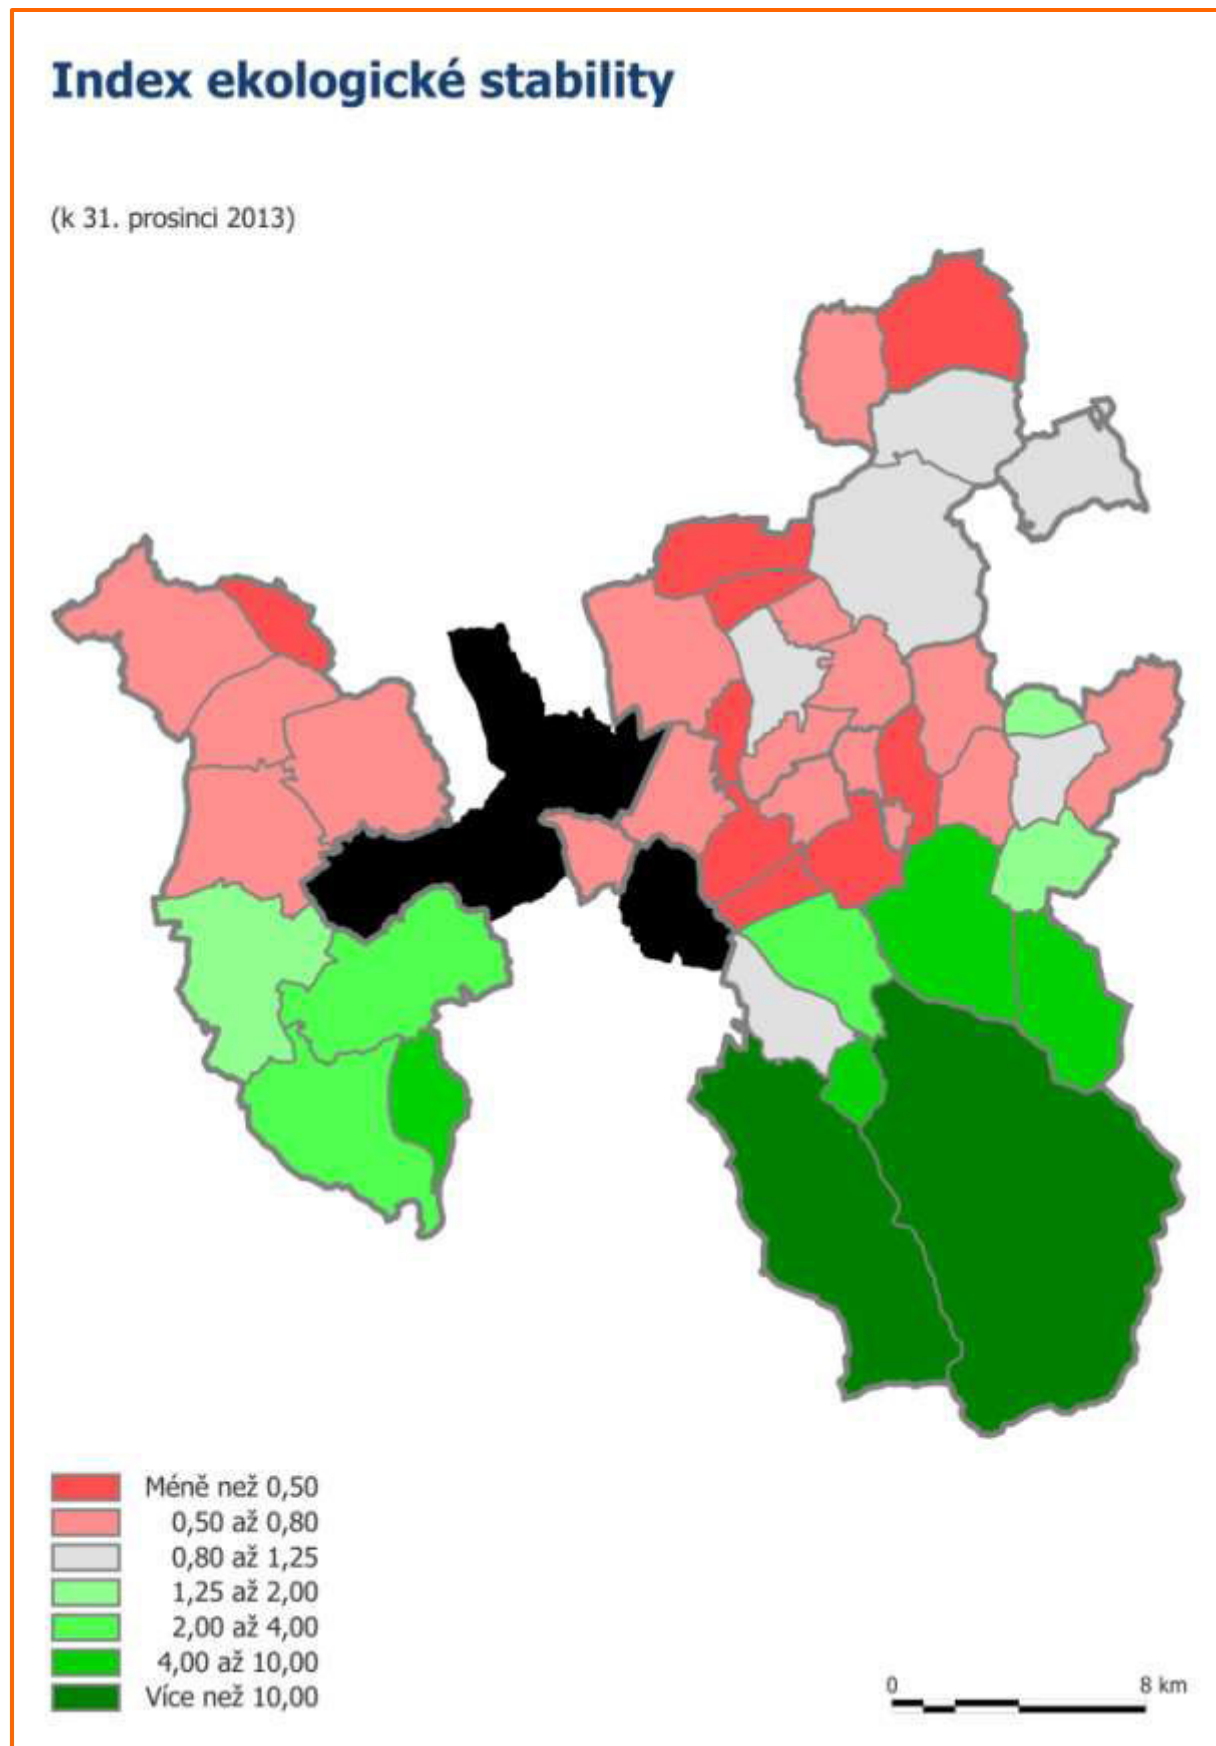 Index ekologické stability
(k 31. prosinci 2013)
Méně než 0,50
0,50 až 0,80
0,80 až 1,25
1,25 až 2,00
2,00 až 4,00
4,00 až 10,00
Více než 10,00
0 8 km